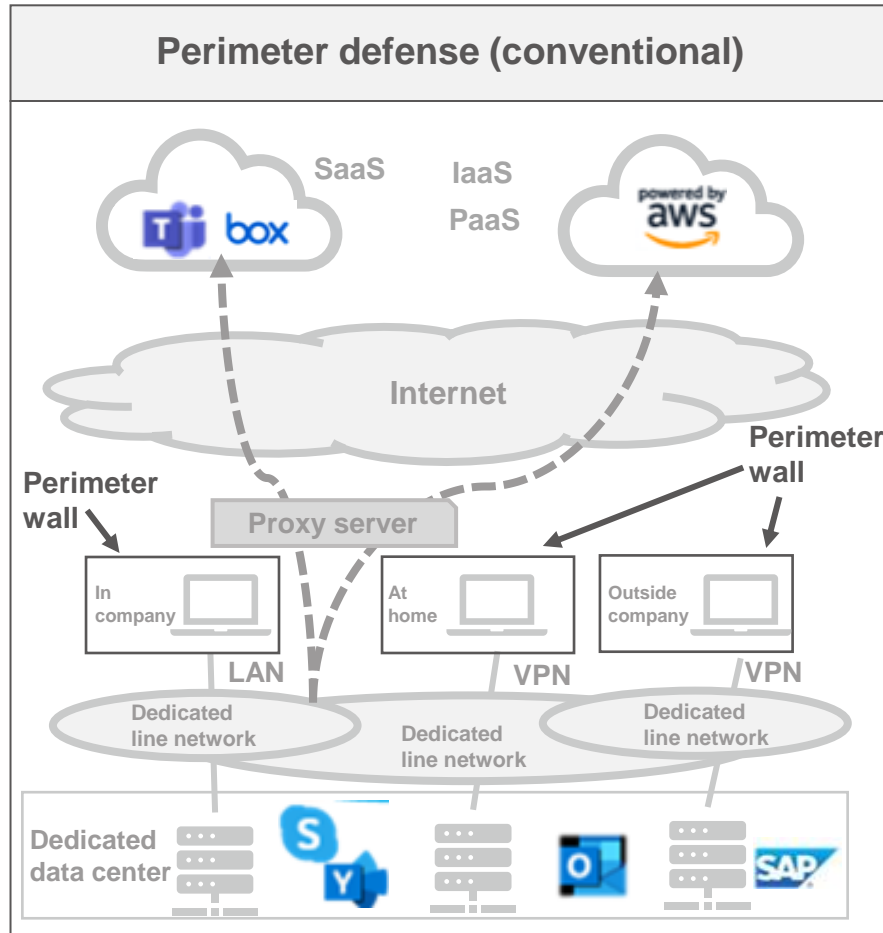 Perimeter defense (conventional)
SaaS
IaaS
PaaS
box
powered by
aws
Internet
Perimeter
wall
Perimeter
wall
Proxy server
In
company
At
home
Outside
company
LAN
VPN
VPN
Dedicated
line network
Dedicated
line network
Dedicated
line network
Dedicated
data center
S
Y
O
SAP
T